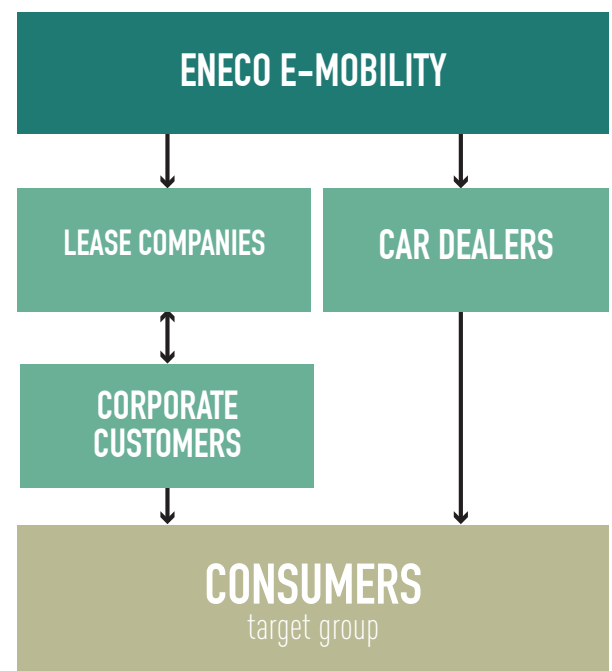 ENECO E-MOBILITY
LEASE COMPANIES
CAR DEALERS
CORPORATE
CUSTOMERS
CONSUMERS
target group